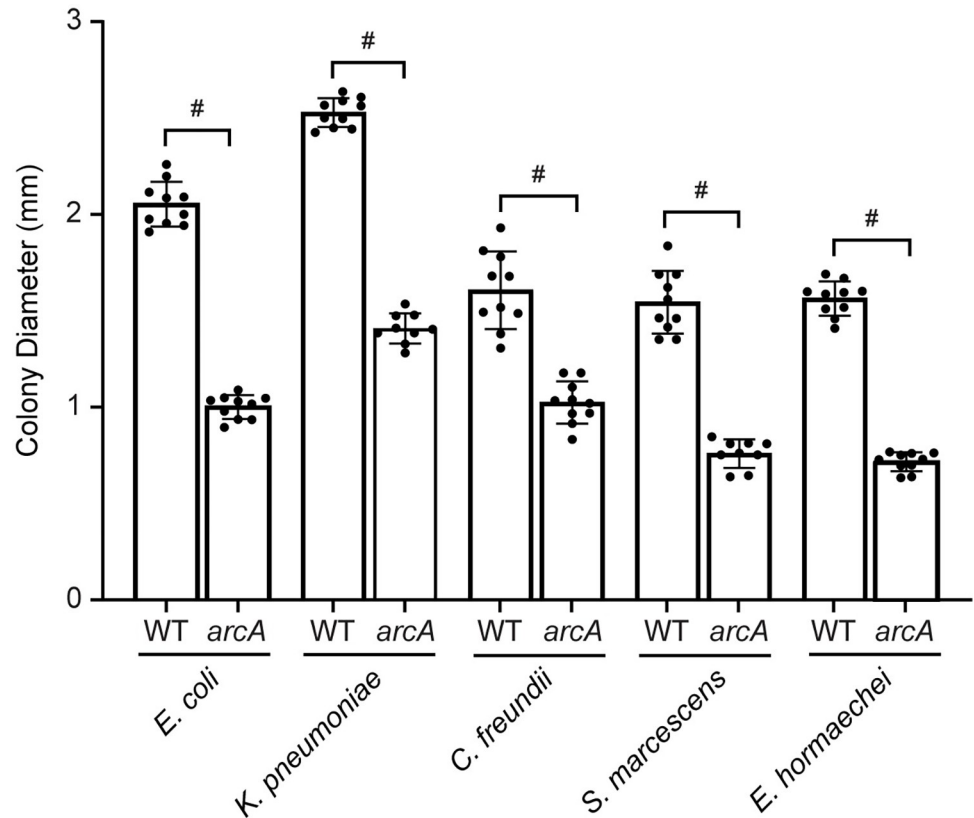 3
2
1
0
Colony Diameter (mm)
# # # # #
WT arcA WT arcA WT arcA WT arcA WT arcA
E. coli
K. pneumoniae
C. freundii
S. marcescens
E. hormaechei